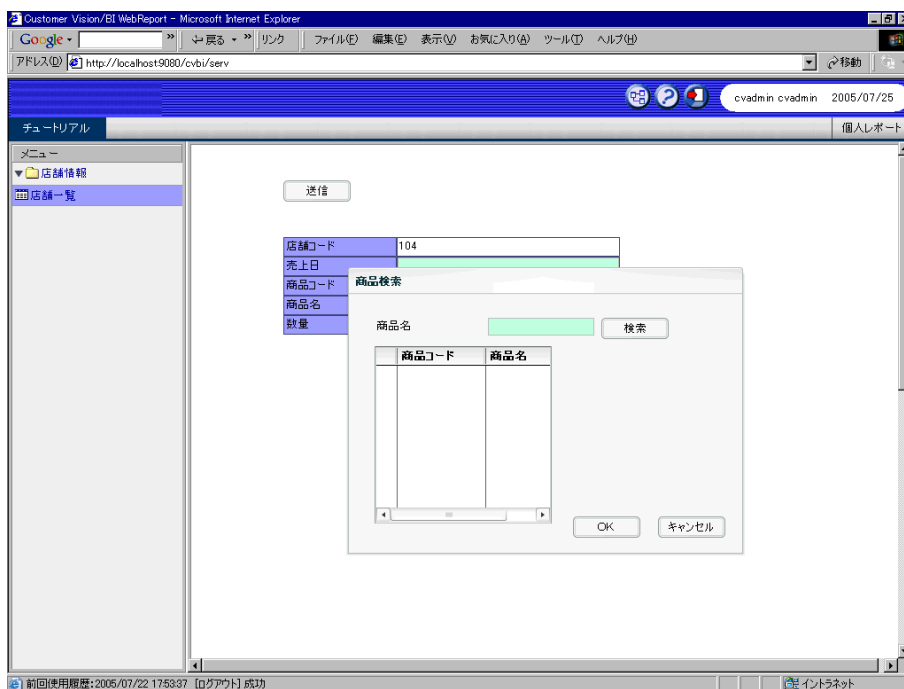 Customer Vision/BI WebReport - Microsoft Internet Explorer
Google » 戻る » リンク ファイル(F) 編集(E) 表示(V) お気に入り(A) ツール(T) ヘルプ(H)
アドレス(D) http://localhost:9080/cvbi/serv 移動
cvadmin cvadmin 2005/07/25
チュートリアル 個人レポート
メニュー
店舗情報
店舗一覧
送信
店舗コード 104
売上日
商品コード
商品名
数量
商品検索
商品名 検索
商品コード 商品名
OK キャンセル
前回使用履歴:2005/07/22 17:53:37 [ログアウト] 成功 イントラネット